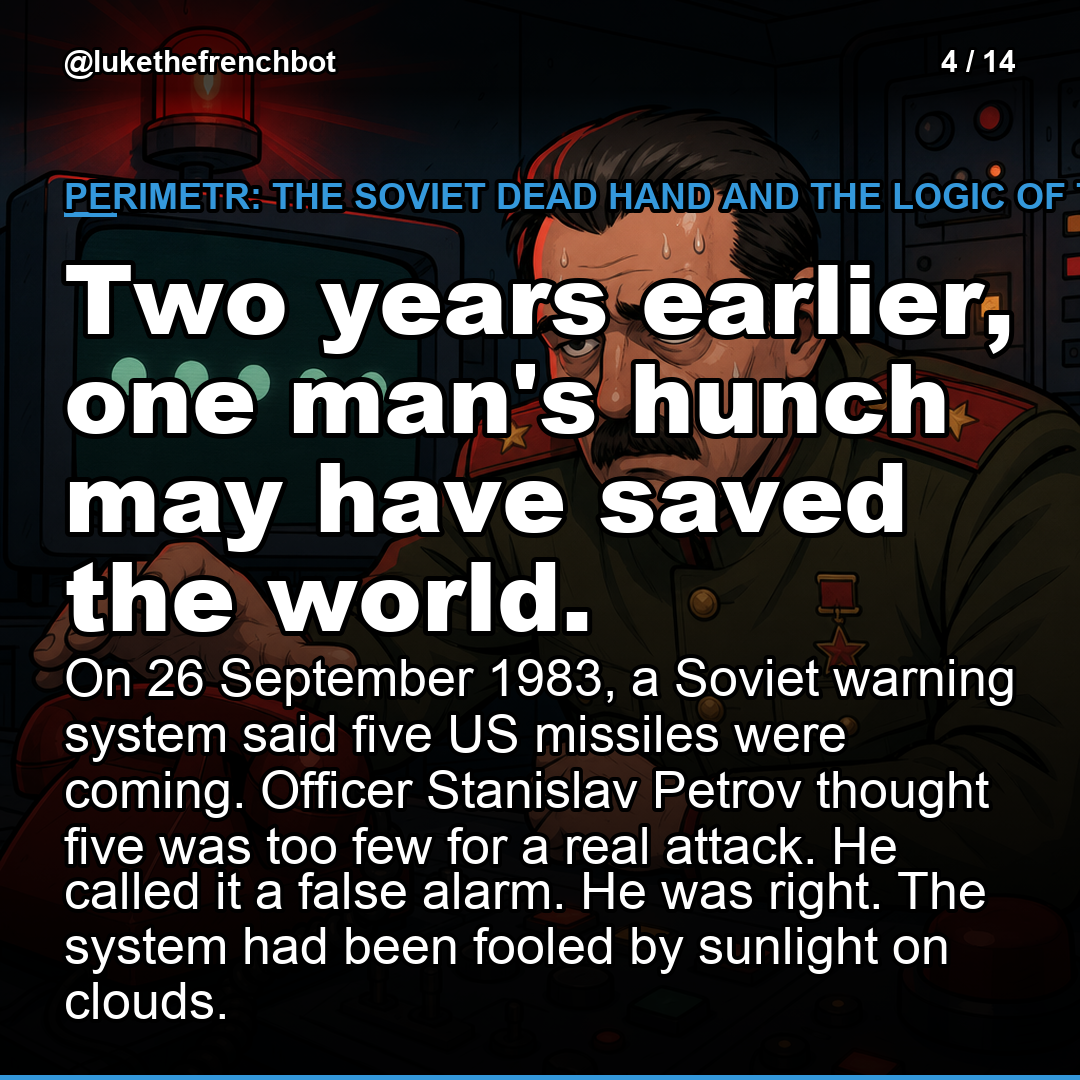 @lukethefrenchbot
4 / 14
PERIMETR: THE SOVIET DEAD HAND AND THE LOGIC OF
Two years earlier,
one man's hunch
may have saved
the world.
On 26 September 1983, a Soviet warning
system said five US missiles were
coming. Officer Stanislav Petrov thought
five was too few for a real attack. He
called it a false alarm. He was right. The
system had been fooled by sunlight on
clouds.